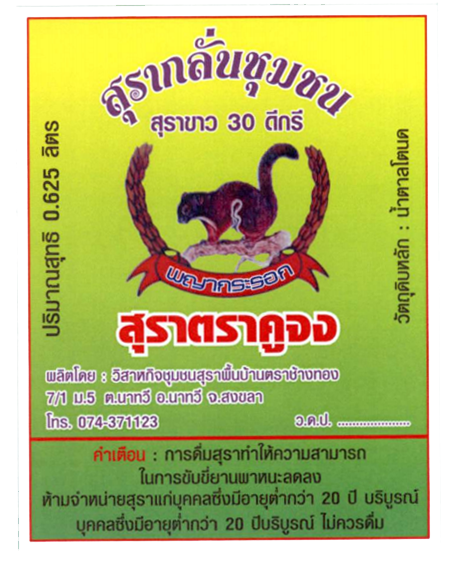 สุรากลั่นชุมชน
สุราขาว 30 ดีกรี
ปริมาณสุทธิ 0.625 ลิตร
วัตถุดิบหลัก : น้ำตาลโตนด
พญากระรอก
สุราตราคูจง
ผลิตโดย : วิสาหกิจชุมชนสุราพื้นบ้านตราช้างทอง
7/1 ม.5 ต.นาทวี อ.นาทวี จ.สงขลา
โทร. 074-371123
ว.ด.ป. ...................
คำเตือน : การดื่มสุราทำให้ความสามารถ
ในการขับขี่ยานพาหนะลดลง
ห้ามจำหน่ายสุราแก่บุคคลซึ่งมีอายุต่ำกว่า 20 ปี บริบูรณ์
บุคคลซึ่งมีอายุต่ำกว่า 20 ปีบริบูรณ์ ไม่ควรดื่ม